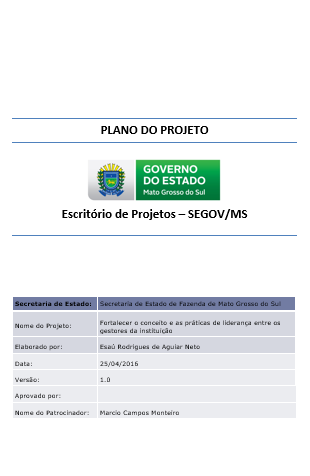 PLANO DO PROJETO
GOVERNO
DO ESTADO
Mato Grosso do Sul
Escritório de Projetos – SEGOV/MS
Secretaria de Estado: Secretaria de Estado de Fazenda de Mato Grosso do Sul
Nome do Projeto: Fortalecer o conceito e as práticas de liderança entre os
gestores da instituição
Elaborado por: Esaú Rodrigues de Aguiar Neto
Data: 25/04/2016
Versão: 1.0
Aprovado por:
Nome do Patrocinador: Marcio Campos Monteiro